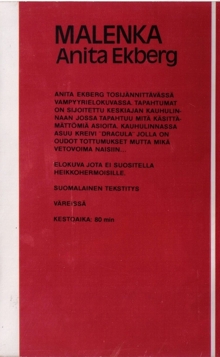 MALENKA
Anita Ekberg
ANITA EKBERG TOSIJÄNNITTÄVÄSSÄ
VAMPYYRIELOKUVASSA. TAPAHTUMAT
ON SIJOITETTU KESKIAJAN KAUHULIN-
NAAN JOSSA TAPAHTUU MITÄ KÄSITTÄ-
MÄTTÖMIÄ ASIOITA. KAUHULINNASSA
ASUU KREIVI ´DRACULA´ JOLLA ON
OUDOT TOTTUMUKSET MUTTA MIKÄ
VETOVOIMA NAISIIN...
ELOKUVA JOTA EI SUOSITELLA
HEIKKOHERMOISILLE.
SUOMALAINEN TEKSTITYS
VÄREISSÄ
KESTOAIKA: 80 min